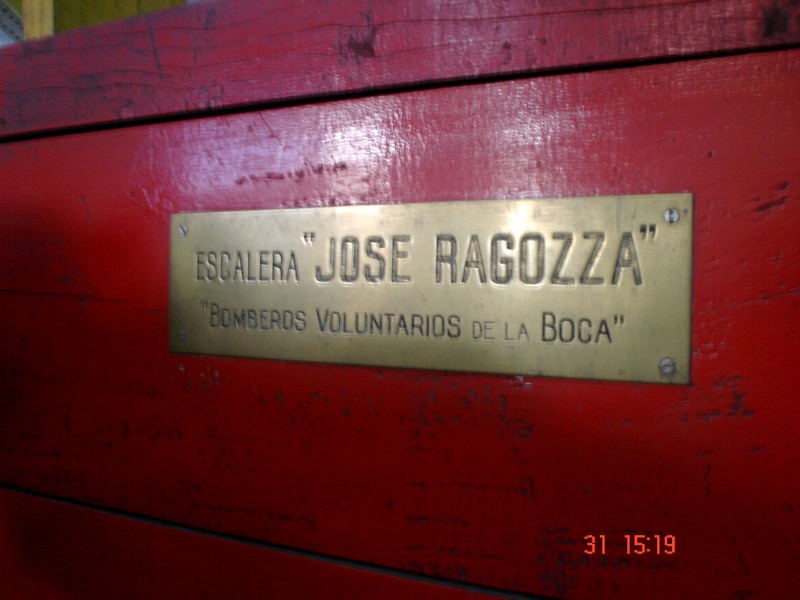 ESCALERA "JOSE RAGOZZA"
"BOMBEROS VOLUNTARIOS DE LA BOCA"
31 15:19